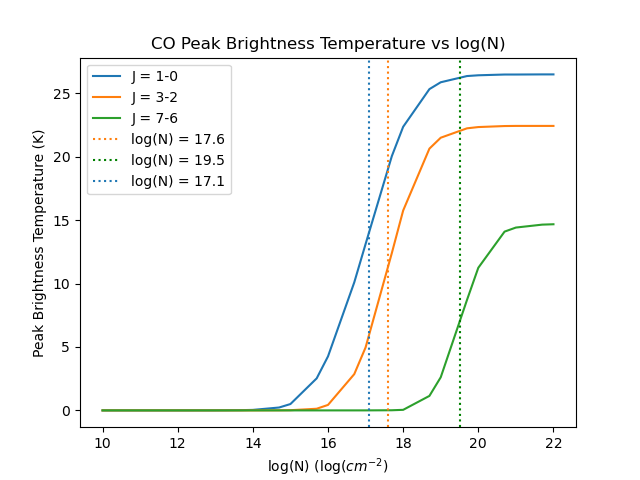 CO Peak Brightness Temperature vs log(N)
J = 1-0
J = 3-2
J = 7-6
log(N) = 17.6
log(N) = 19.5
log(N) = 17.1
Peak Brightness Temperature (K)
25
20
15
10
5
0
10 12 14 16 18 20 22
log(N) (log(cm⁻²)